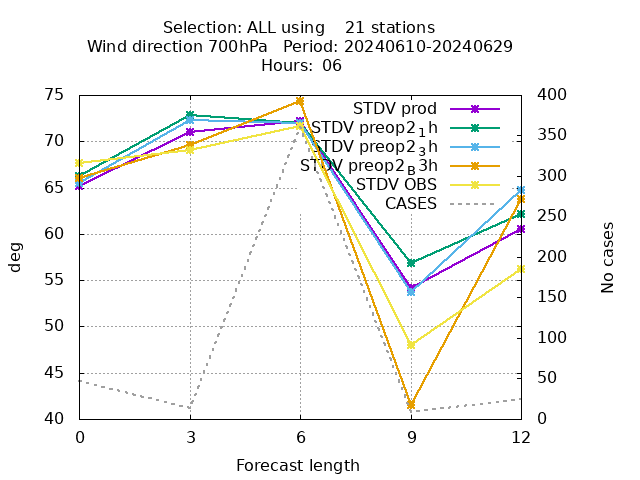 Selection: ALL using    21 stations
Wind direction 700hPa   Period: 20240610-20240629
Hours: 06
75
70
65
60
55
50
45
40
400
350
300
250
200
150
100
50
0
STDV prod
STDV preop2₁h
STDV preop2₃h
STDV preop2_B3h
STDV OBS
CASES
deg
No cases
0 3 6 9 12
Forecast length